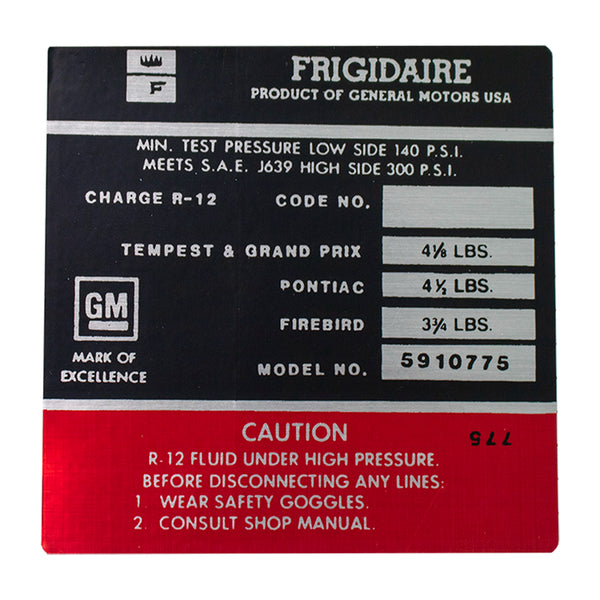 F
FRIGIDAIRE
PRODUCT OF GENERAL MOTORS USA
MIN. TEST PRESSURE LOW SIDE 140 P.S.I.
MEETS S.A.E. J639 HIGH SIDE 300 P.S.I.
CHARGE R-12 CODE NO.
TEMPEST & GRAND PRIX 4⅛ LBS.
PONTIAC 4½ LBS.
FIREBIRD 3¾ LBS.
MODEL NO. 5910775
GM
MARK OF
EXCELLENCE
CAUTION
775
R-12 FLUID UNDER HIGH PRESSURE.
BEFORE DISCONNECTING ANY LINES:
1. WEAR SAFETY GOGGLES.
2. CONSULT SHOP MANUAL.